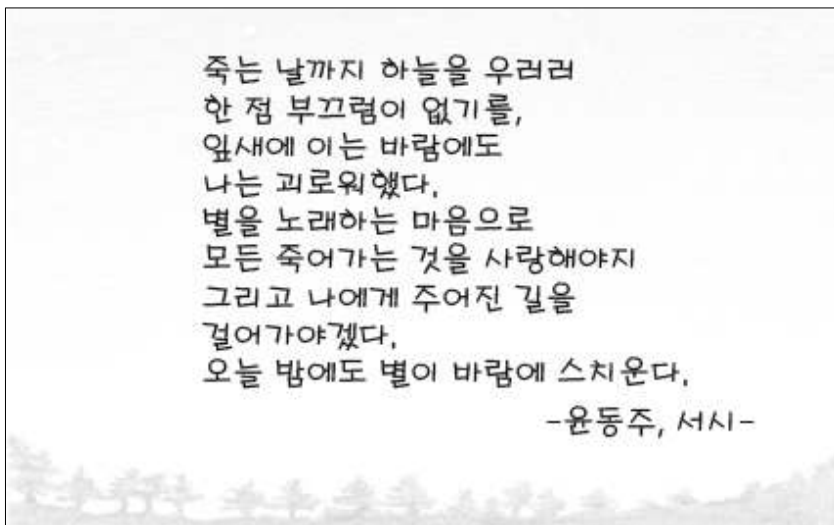 죽는 날까지 하늘을 우러러
한 점 부끄럼이 없기를,
잎새에 이는 바람에도
나는 괴로워했다.
별을 노래하는 마음으로
모든 죽어가는 것을 사랑해야지
그리고 나에게 주어진 길을
걸어가야겠다.
오늘 밤에도 별이 바람에 스치운다.
-윤동주, 서시-